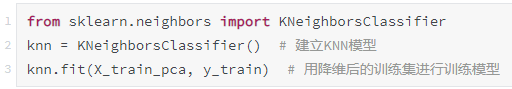 1 from sklearn.neighbors import KNeighborsClassifier
2 knn = KNeighborsClassifier()  # 建立KNN模型
3 knn.fit(X_train_pca, y_train)  # 用降维后的训练集进行训练模型